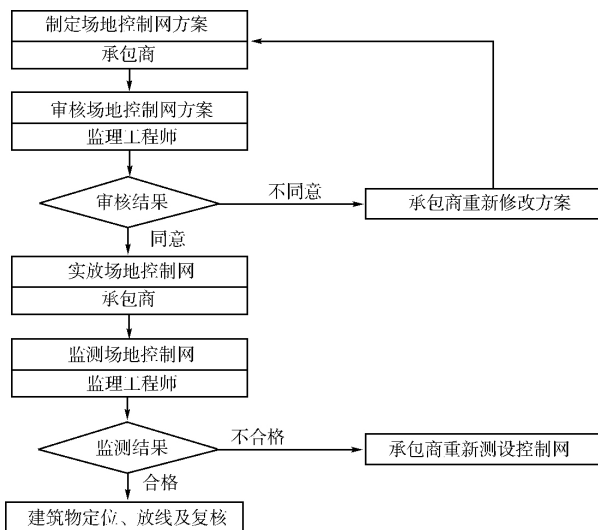 制定场地控制网方案
承包商
审核场地控制网方案
监理工程师
审核结果
不同意
承包商重新修改方案
同意
实放场地控制网
承包商
监测场地控制网
监理工程师
监测结果
不合格
承包商重新测设控制网
合格
建筑物定位、放线及复核